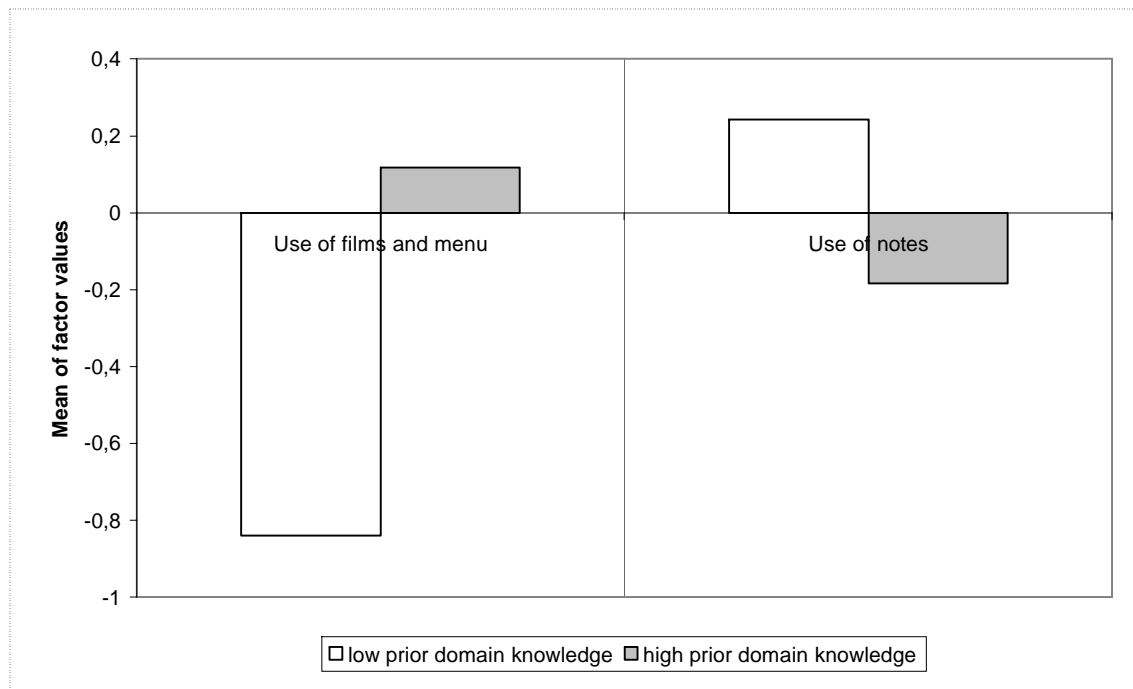 0,4
0,2
0
-0,2
-0,4
-0,6
-0,8
-1
Mean of factor values
Use of films and menu
Use of notes
low prior domain knowledge
high prior domain knowledge